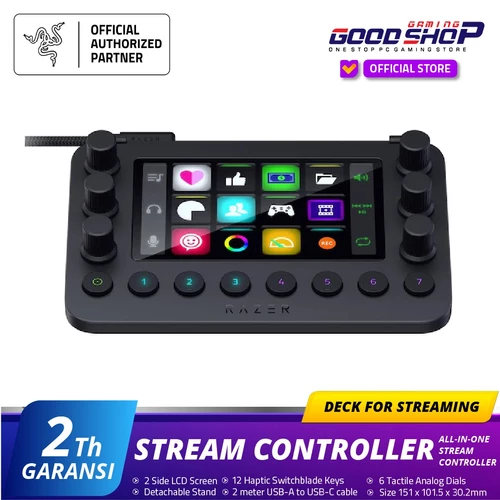 OFFICIAL
AUTHORIZED
PARTNER
GAMING
GOODSHOP
ONE STOP PC GAMING STORE
OFFICIAL STORE
REC
1 2 3 4 5 6 7
RAZER
2Th
GARANSI
DECK FOR STREAMING
STREAM CONTROLLER
ALL-IN-ONE
STREAM
CONTROLLER
• 2 Side LCD Screen • 12 Haptic Switchblade Keys • 6 Tactile Analog Dials
• Detachable Stand • 2 meter USB-A to USB-C cable • Size 151 x 101.5 x 30.2mm